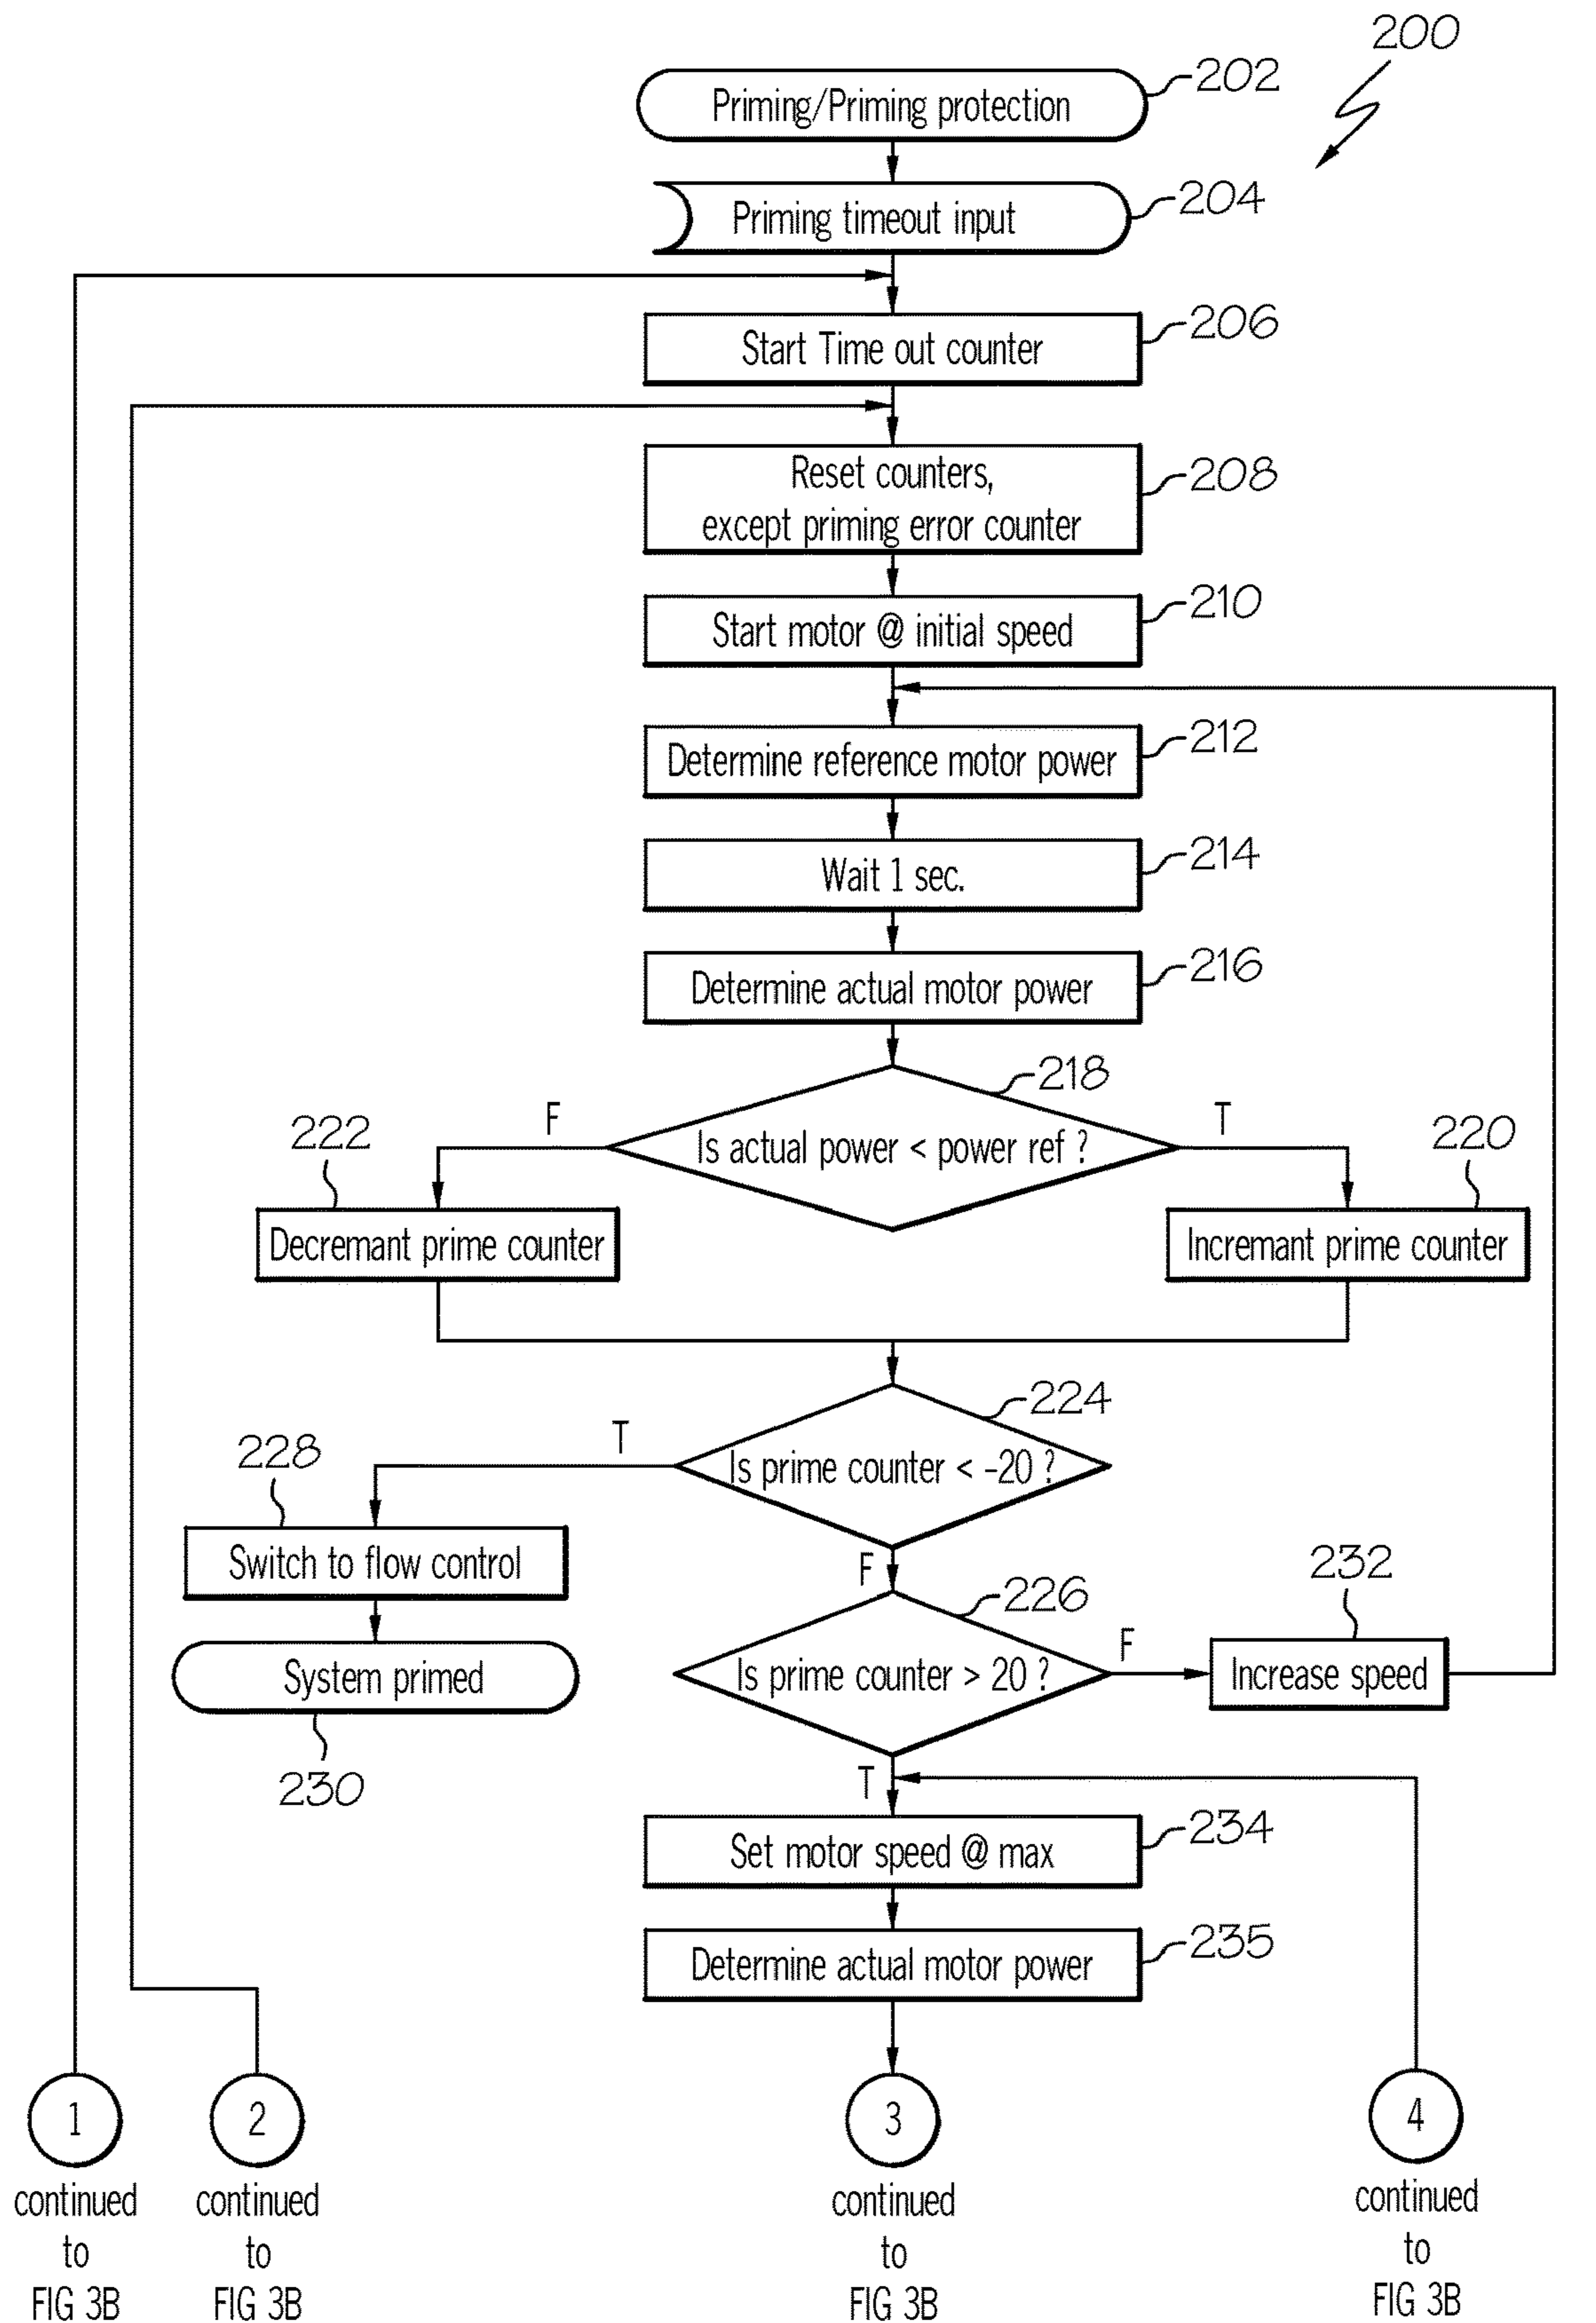 200
Priming/Priming protection
202
Priming timeout input
204
Start Time out counter
206
Reset counters,
except priming error counter
208
Start motor @ initial speed
210
Determine reference motor power
212
Wait 1 sec.
214
Determine actual motor power
216
218
F
Is actual power < power ref ?
T
222
220
Decremant prime counter
Incremant prime counter
224
T
Is prime counter < -20 ?
228
Switch to flow control
F
226
232
Is prime counter > 20 ?
F
Increase speed
System primed
230
T
Set motor speed @ max
234
Determine actual motor power
235
1
2
3
4
continued
to
FIG 3B
continued
to
FIG 3B
continued
to
FIG 3B
continued
to
FIG 3B